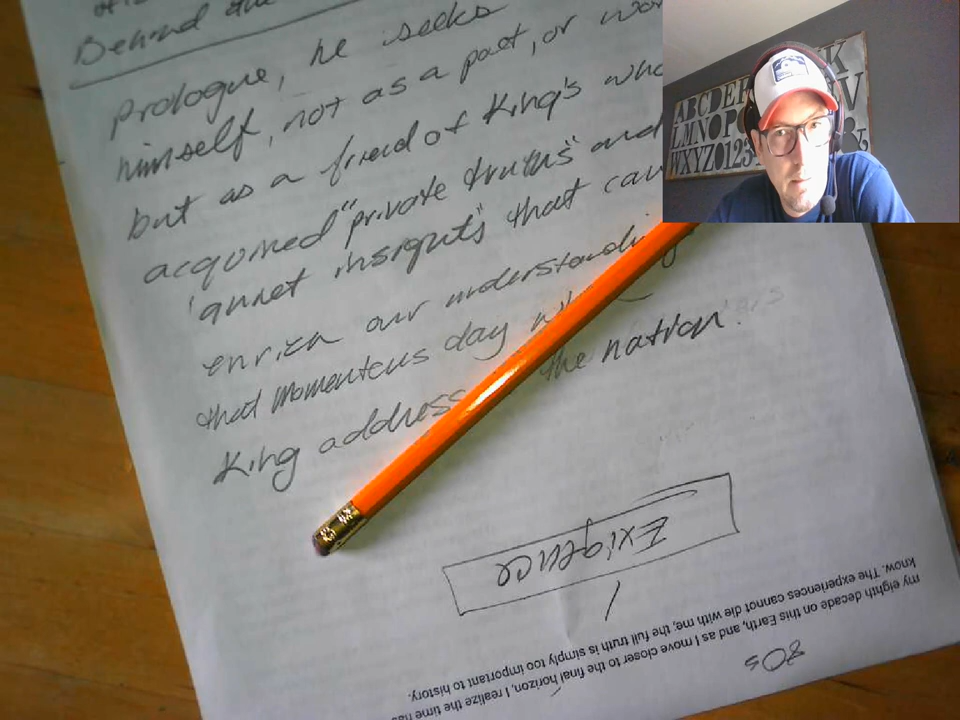 Behind the
Prologue, he seeks
himself, not as a past, or
but as a friend of King's who
acquired "private truths" and
quiet insights" that can
enrich our understanding
that momentous day
King address the nation.
Exigence
know. The experiences cannot die with me, the full truth is simply too important to history.
my eighth decade on this Earth, and as I move closer to the final horizon, I realize the time has
80s
ABCDEF
LMNOP
WXYZ0123
K
V
&